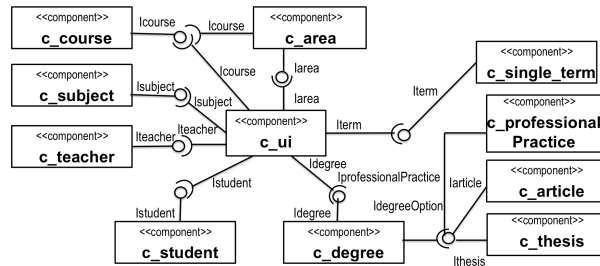 <<component>>
c_course
Icourse
Icourse
<<component>>
c_area
Icourse
Iarea
Iarea
<<component>>
c_single_term
Iterm
<<component>>
c_subject
Isubject
Isubject
<<component>>
c_teacher
Iteacher
Iteacher
<<component>>
c_ui
Iterm
<<component>>
c_professional
Practice
Idegree
IprofessionalPractice
Iarticle
<<component>>
c_article
Istudent
Istudent
<<component>>
c_student
Idegree
IdegreeOption
<<component>>
c_degree
<<component>>
c_thesis
Ithesis